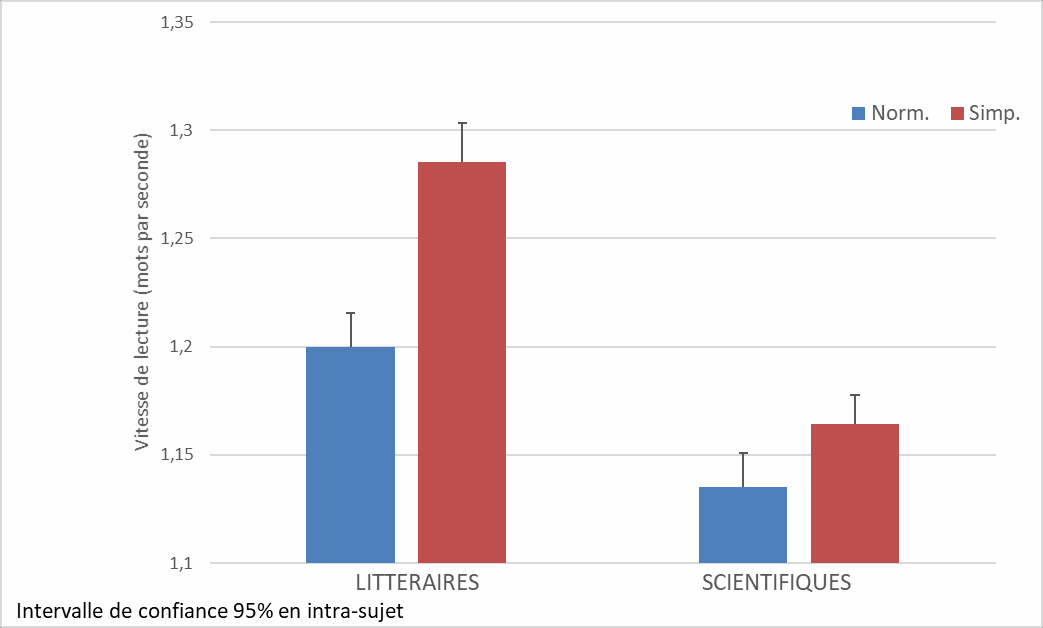 1,35
Norm. Simp.
1,3
1,25
1,2
1,15
1,1
Vitesse de lecture (mots par seconde)
LITTERAIRES SCIENTIFIQUES
Intervalle de confiance 95% en intra-sujet